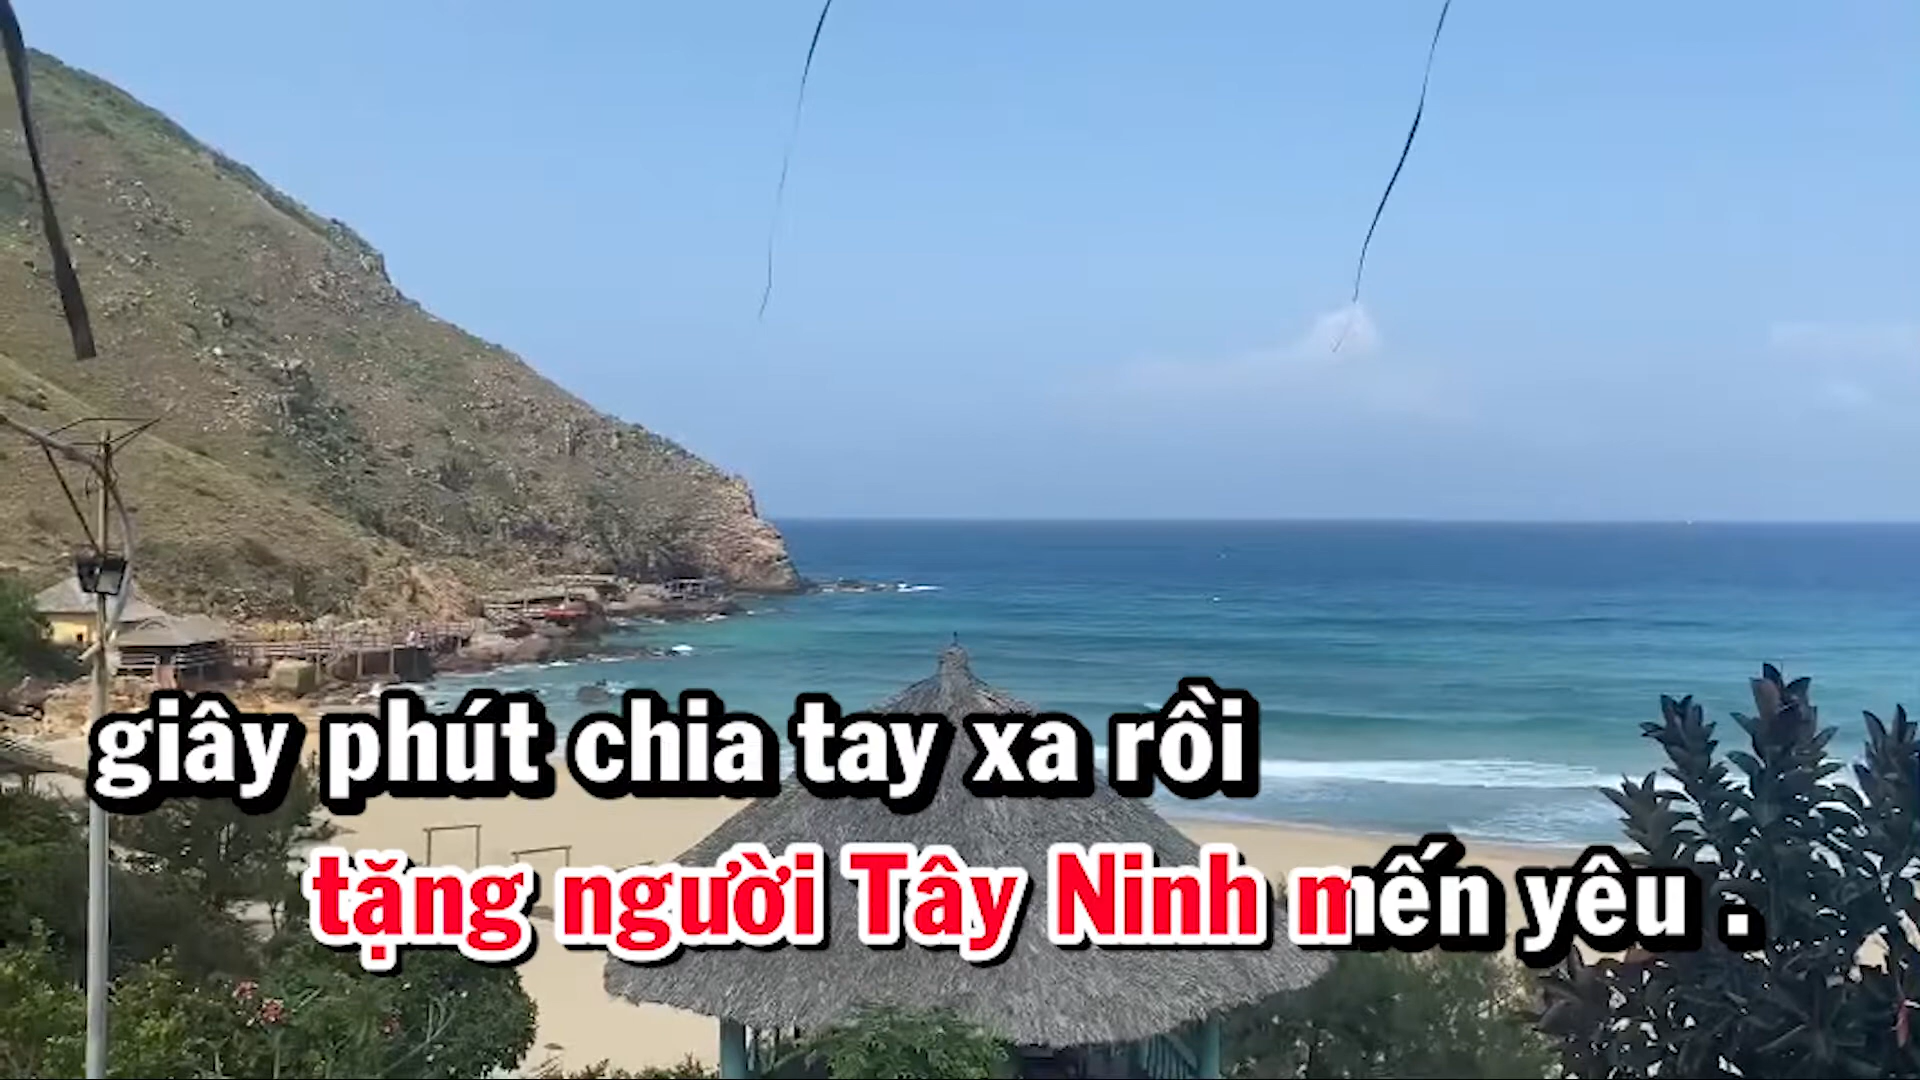 giây phút chia tay xa rồi
tặng người Tây Ninh mến yêu .